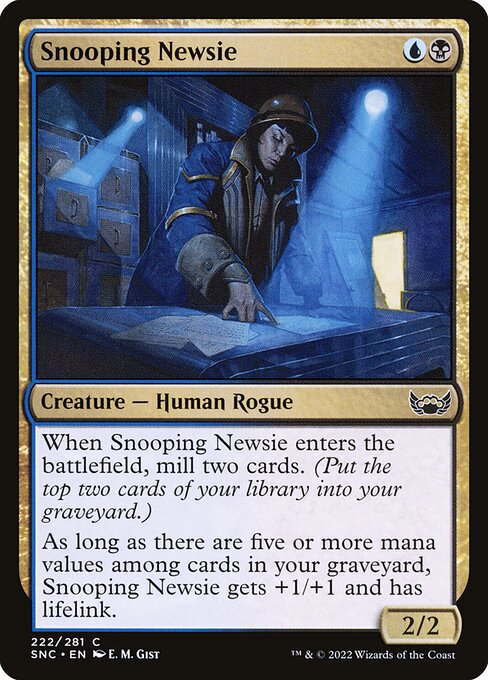 Snooping Newsie
Creature — Human Rogue
When Snooping Newsie enters the
battlefield, mill two cards. (Put the
top two cards of your library into your
graveyard.)
As long as there are five or more mana
values among cards in your graveyard,
Snooping Newsie gets +1/+1 and has
lifelink.
2/2
222/281 C
SNC • EN E. M. Gist
™ & © 2022 Wizards of the Coast